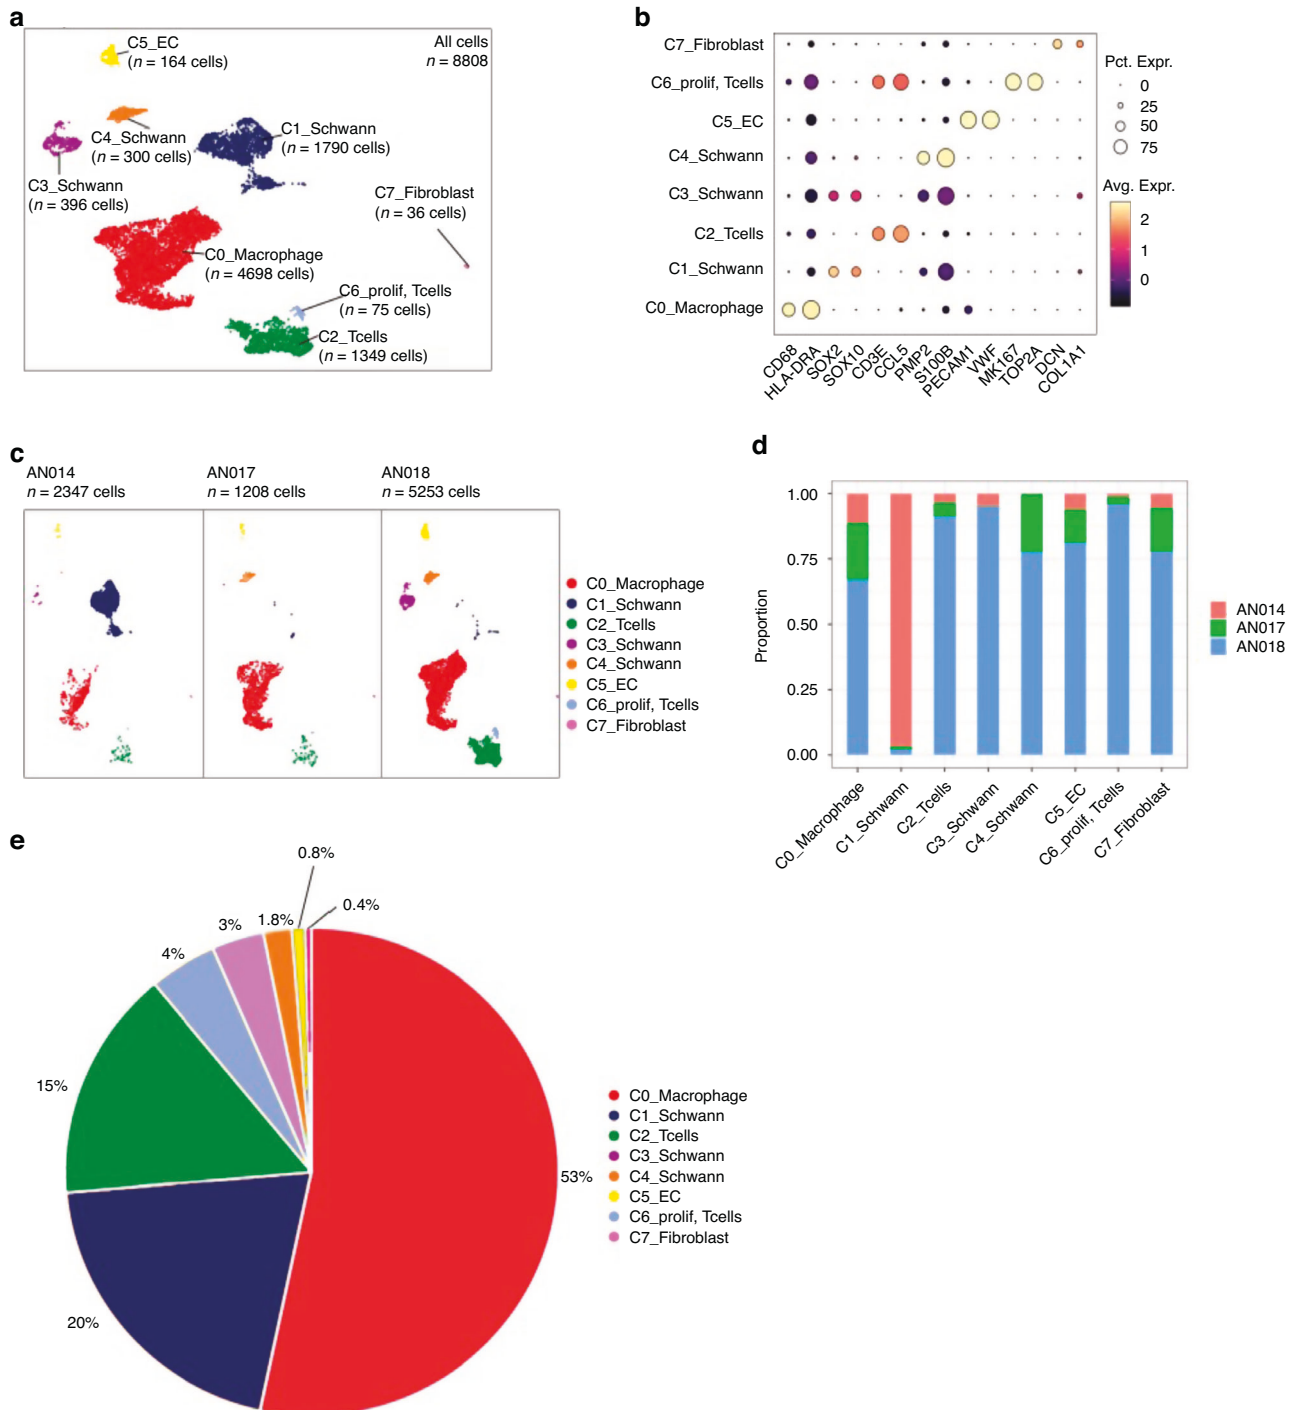 a
C5_EC
(n = 164 cells)
All cells
n = 8808
C4_Schwann
(n = 300 cells)
C1_Schwann
(n = 1790 cells)
C3_Schwann
(n = 396 cells)
C7_Fibroblast
(n = 36 cells)
C0_Macrophage
(n = 4698 cells)
C6_prolif, Tcells
(n = 75 cells)
C2_Tcells
(n = 1349 cells)
b
C7_Fibroblast
C6_prolif, Tcells
C5_EC
C4_Schwann
C3_Schwann
C2_Tcells
C1_Schwann
C0_Macrophage
CD68
HLA-DRA
SOX2
SOX10
CD3E
CCL5
PMP2
S100B
PECAM1
VWF
MK167
TOP2A
DCN
COL1A1
Pct. Expr.
0
25
50
75
Avg. Expr.
2
1
0
c
AN014
n = 2347 cells
AN017
n = 1208 cells
AN018
n = 5253 cells
C0_Macrophage
C1_Schwann
C2_Tcells
C3_Schwann
C4_Schwann
C5_EC
C6_prolif, Tcells
C7_Fibroblast
d
Proportion
1.00
0.75
0.50
0.25
0.00
C0_Macrophage
C1_Schwann
C2_Tcells
C3_Schwann
C4_Schwann
C5_EC
C6_prolif, Tcells
C7_Fibroblast
AN014
AN017
AN018
e
0.8%
0.4%
1.8%
3%
4%
15%
20%
53%
C0_Macrophage
C1_Schwann
C2_Tcells
C3_Schwann
C4_Schwann
C5_EC
C6_prolif, Tcells
C7_Fibroblast